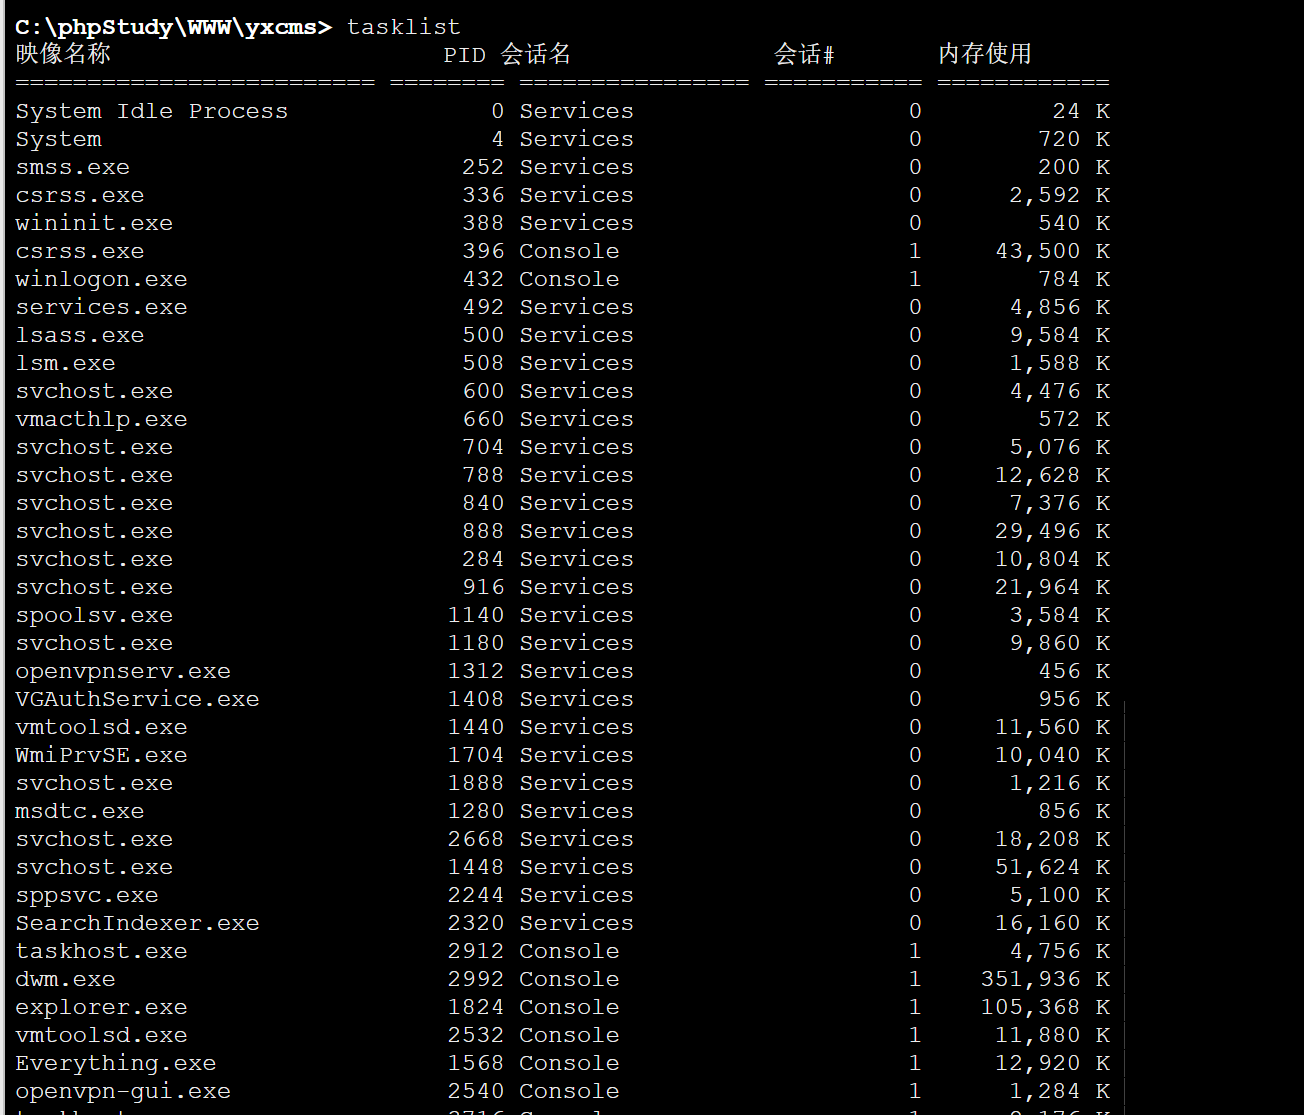 C:\phpStudy\WWW\yxcms> tasklist
映像名称 PID 会话名 会话# 内存使用
========================= ======== ================ =========== ============
System Idle Process 0 Services 0 24 K
System 4 Services 0 720 K
smss.exe 252 Services 0 200 K
csrss.exe 336 Services 0 2,592 K
wininit.exe 388 Services 0 540 K
csrss.exe 396 Console 1 43,500 K
winlogon.exe 432 Console 1 784 K
services.exe 492 Services 0 4,856 K
lsass.exe 500 Services 0 9,584 K
lsm.exe 508 Services 0 1,588 K
svchost.exe 600 Services 0 4,476 K
vmacthlp.exe 660 Services 0 572 K
svchost.exe 704 Services 0 5,076 K
svchost.exe 788 Services 0 12,628 K
svchost.exe 840 Services 0 7,376 K
svchost.exe 888 Services 0 29,496 K
svchost.exe 284 Services 0 10,804 K
svchost.exe 916 Services 0 21,964 K
spoolsv.exe 1140 Services 0 3,584 K
svchost.exe 1180 Services 0 9,860 K
openvpnserv.exe 1312 Services 0 456 K
VGAuthService.exe 1408 Services 0 956 K
vmtoolsd.exe 1440 Services 0 11,560 K
WmiPrvSE.exe 1704 Services 0 10,040 K
svchost.exe 1888 Services 0 1,216 K
msdtc.exe 1280 Services 0 856 K
svchost.exe 2668 Services 0 18,208 K
svchost.exe 1448 Services 0 51,624 K
sppsvc.exe 2244 Services 0 5,100 K
SearchIndexer.exe 2320 Services 0 16,160 K
taskhost.exe 2912 Console 1 4,756 K
dwm.exe 2992 Console 1 351,936 K
explorer.exe 1824 Console 1 105,368 K
vmtoolsd.exe 2532 Console 1 11,880 K
Everything.exe 1568 Console 1 12,920 K
openvpn-gui.exe 2540 Console 1 1,284 K